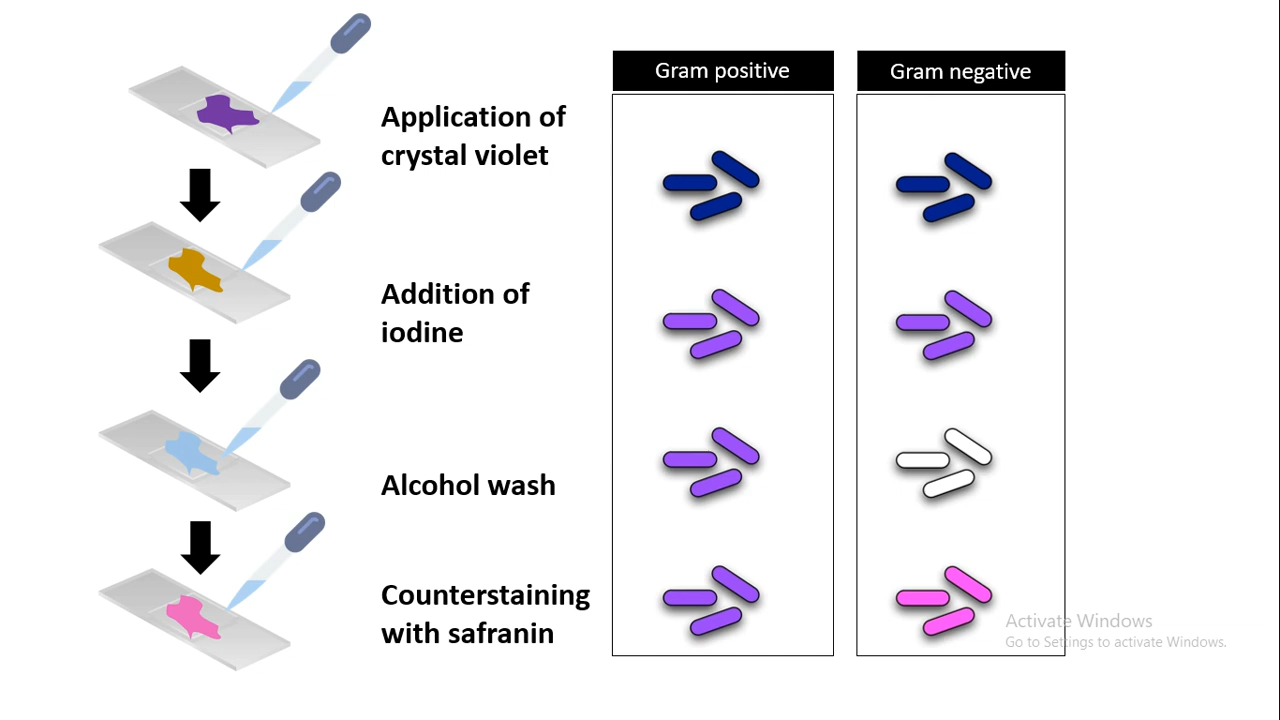 Gram positive
Gram negative
Application of
crystal violet
Addition of
iodine
Alcohol wash
Counterstaining
with safranin
Activate Windows
Go to Settings to activate Windows.